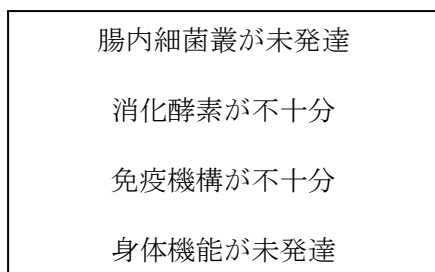 腸内細菌叢が未発達
消化酵素が不十分
免疫機構が不十分
身体機能が未発達